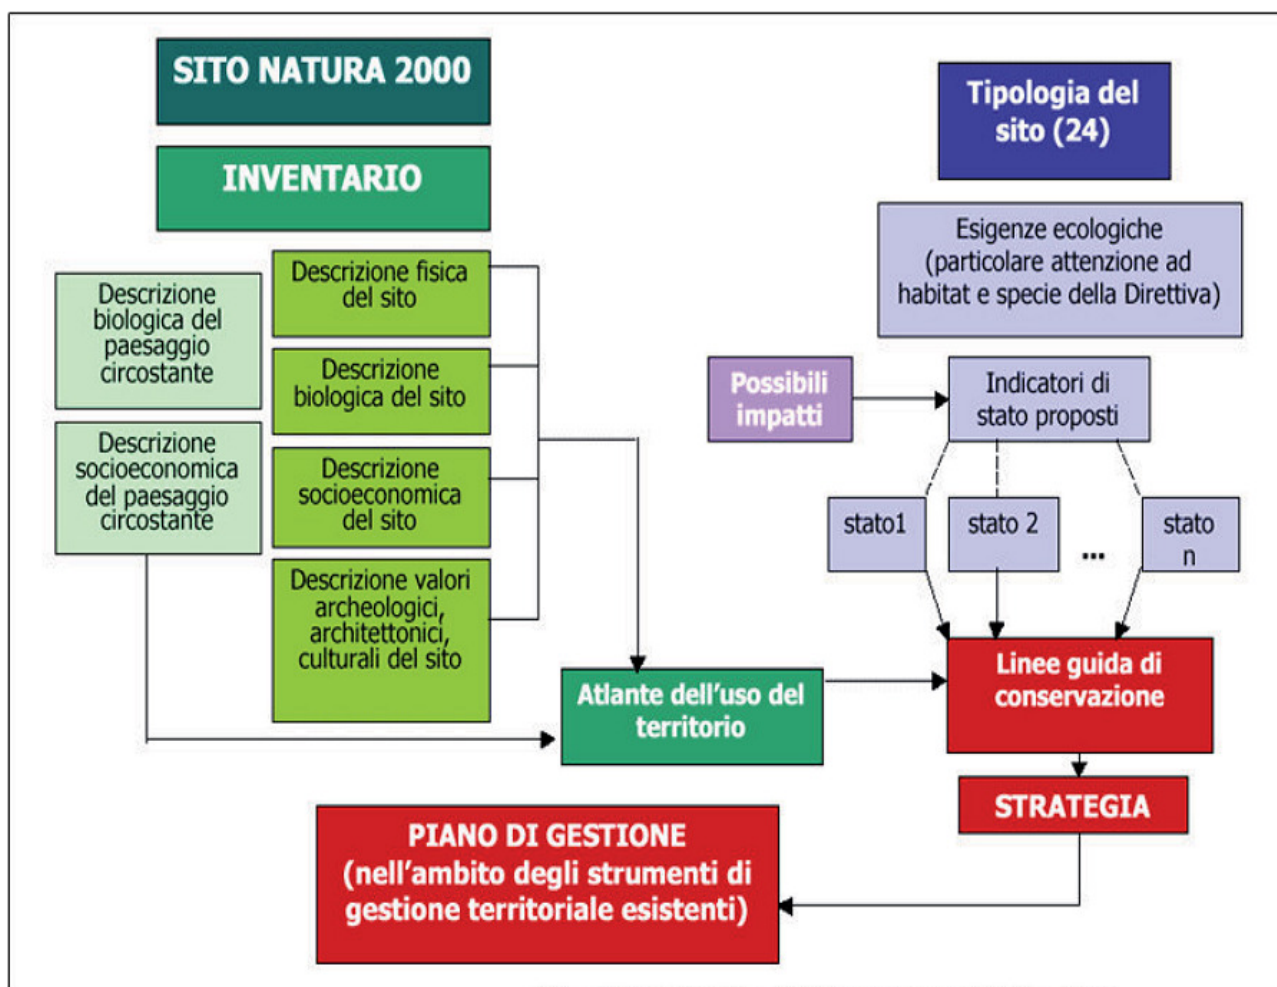 SITO NATURA 2000
INVENTARIO
Descrizione
biologica del
paesaggio
circostante
Descrizione
socioeconomica
del paesaggio
circostante
Descrizione fisica
del sito
Descrizione
biologica del sito
Descrizione
socioeconomica
del sito
Descrizione valori
archeologici,
architettonici,
culturali del sito
Tipologia del
sito (24)
Esigenze ecologiche
(particolare attenzione ad
habitat e specie della Direttiva)
Possibili
impatti
Indicatori di
stato proposti
stato1
stato 2
...
stato
n
Atlante dell'uso del
territorio
Linee guida di
conservazione
STRATEGIA
PIANO DI GESTIONE
(nell'ambito degli strumenti di
gestione territoriale esistenti)